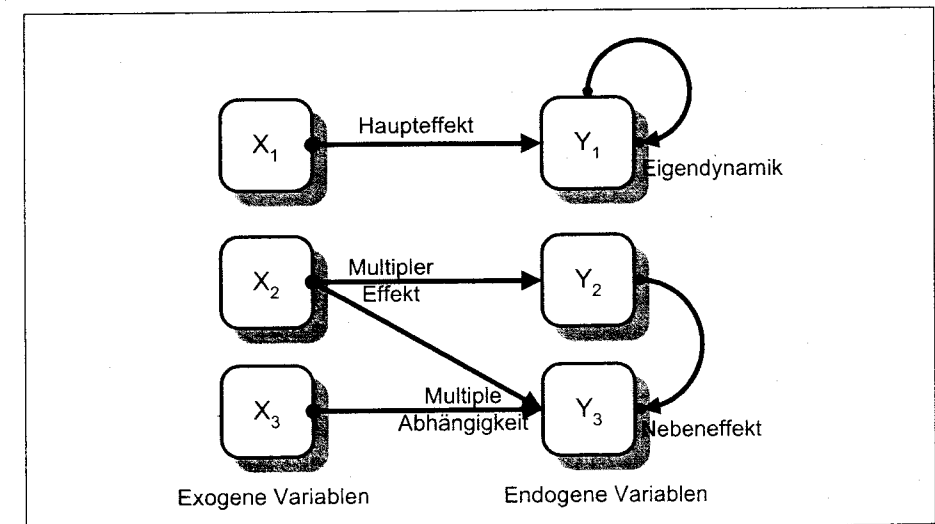 X1
Haupteffekt
Y1
Eigendynamik
X2
Multipler
Effekt
Y2
X3
Multiple
Abhängigkeit
Y3
Nebeneffekt
Exogene Variablen
Endogene Variablen